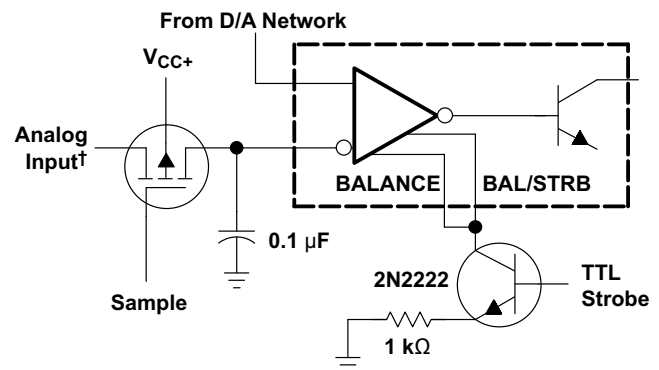 From D/A Network
VCC+
Analog
Input†
BALANCE
BAL/STRB
0.1 µF
2N2222
TTL
Strobe
Sample
1 kΩ